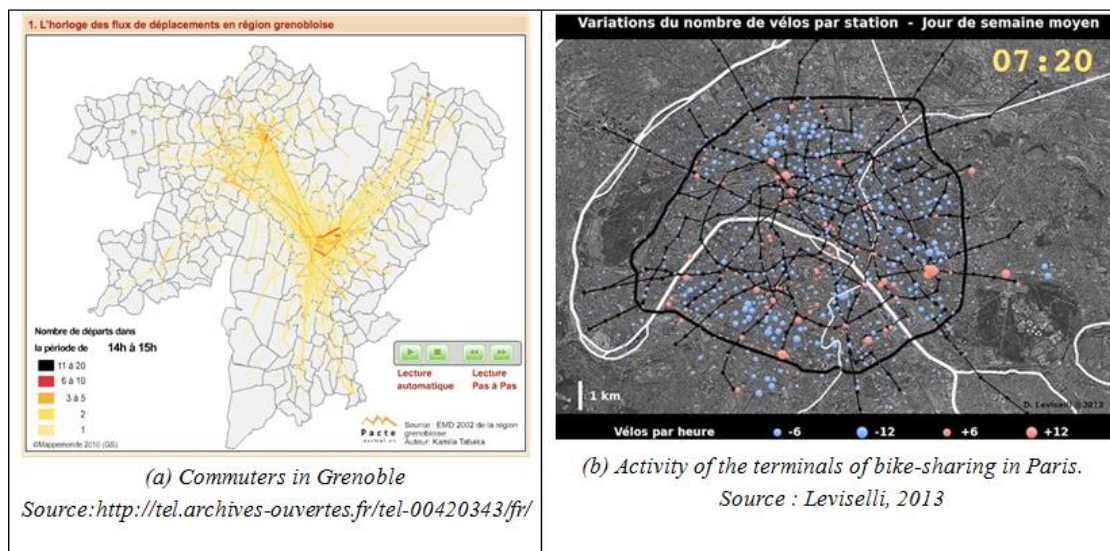 1. L'horloge des flux de déplacements en région grenobloise
Nombre de départs dans
la période de 14h à 15h
11 à 20
6 à 10
3 à 5
2
1
©Mappemonde 2010 (GS)
Lecture automatique
Lecture Pas à Pas
Pacte
Source : EMD 2002 de la région
grenobloise
Auteur: Kamila Tabaka
(a) Commuters in Grenoble
Source:http://tel.archives-ouvertes.fr/tel-00420343/fr/
Variations du nombre de vélos par station - Jour de semaine moyen
07:20
1 km
D. Leviselli ©2012
Vélos par heure -6 -12 +6 +12
(b) Activity of the terminals of bike-sharing in Paris.
Source : Leviselli, 2013